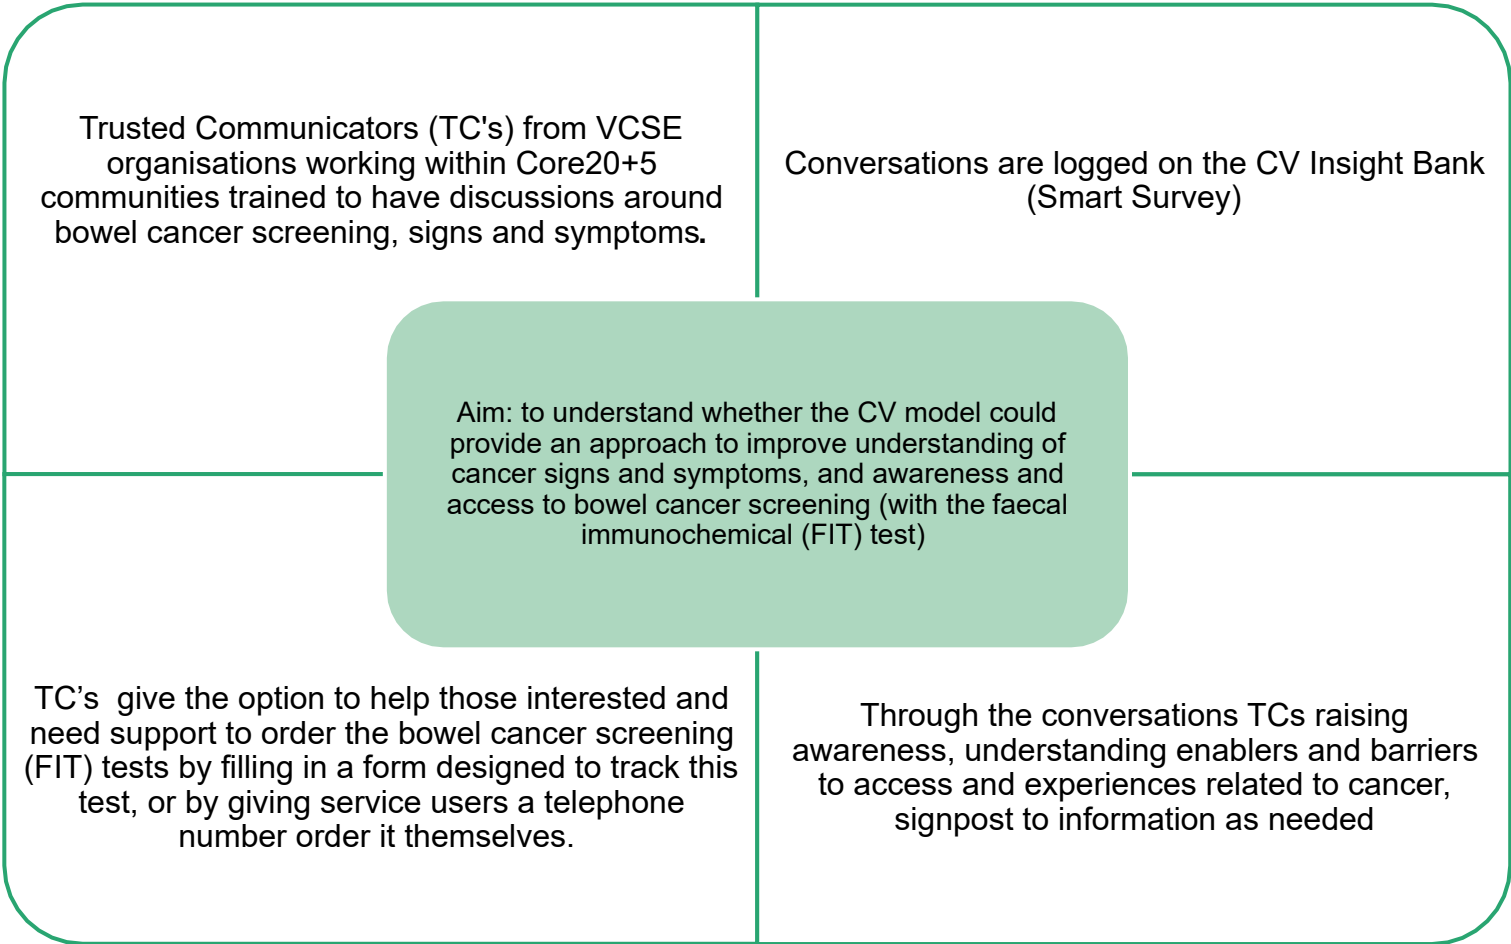 Trusted Communicators (TC's) from VCSE
organisations working within Core20+5
communities trained to have discussions around
bowel cancer screening, signs and symptoms.
Conversations are logged on the CV Insight Bank
(Smart Survey)
Aim: to understand whether the CV model could
provide an approach to improve understanding of
cancer signs and symptoms, and awareness and
access to bowel cancer screening (with the faecal
immunochemical (FIT) test)
TC’s  give the option to help those interested and
need support to order the bowel cancer screening
(FIT) tests by filling in a form designed to track this
test, or by giving service users a telephone
number order it themselves.
Through the conversations TCs raising
awareness, understanding enablers and barriers
to access and experiences related to cancer,
signpost to information as needed